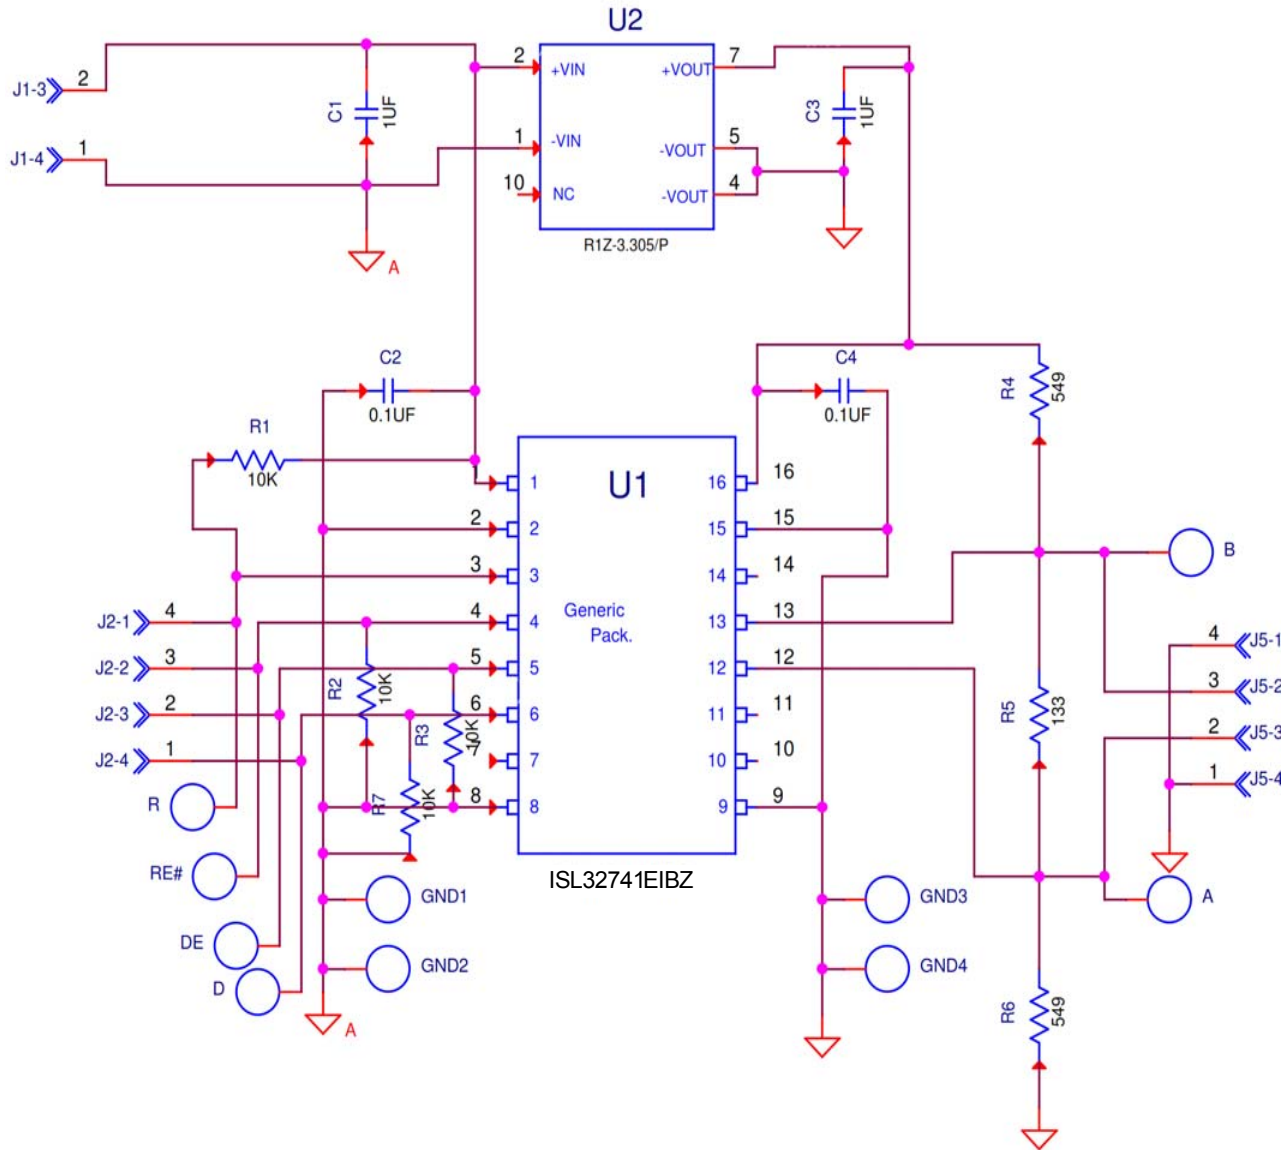 U2
J1-3 2
J1-4 1
C1 1UF
2 +VIN
1 -VIN
10 NC
+VOUT 7
-VOUT 5
-VOUT 4
R1Z-3.305/P
C3 1UF
A
C2
0.1UF
C4
0.1UF
R4 549
R1
10K
U1
1 16 16
2 2 15 15
3 3 14 14
4 4 13 13
5 5 12 12
6 6 11 11
7 7 10 10
8 8 9 9
Generic
Pack.
ISL32741EIBZ
J2-1 4
J2-2 3
J2-3 2
J2-4 1
R2 10K
R3 10K
R7 10K
R
RE#
DE
D
GND1
GND2
A
GND3
GND4
B
4 J5-1
3 J5-2
2 J5-3
1 J5-4
R5 133
A
R6 549